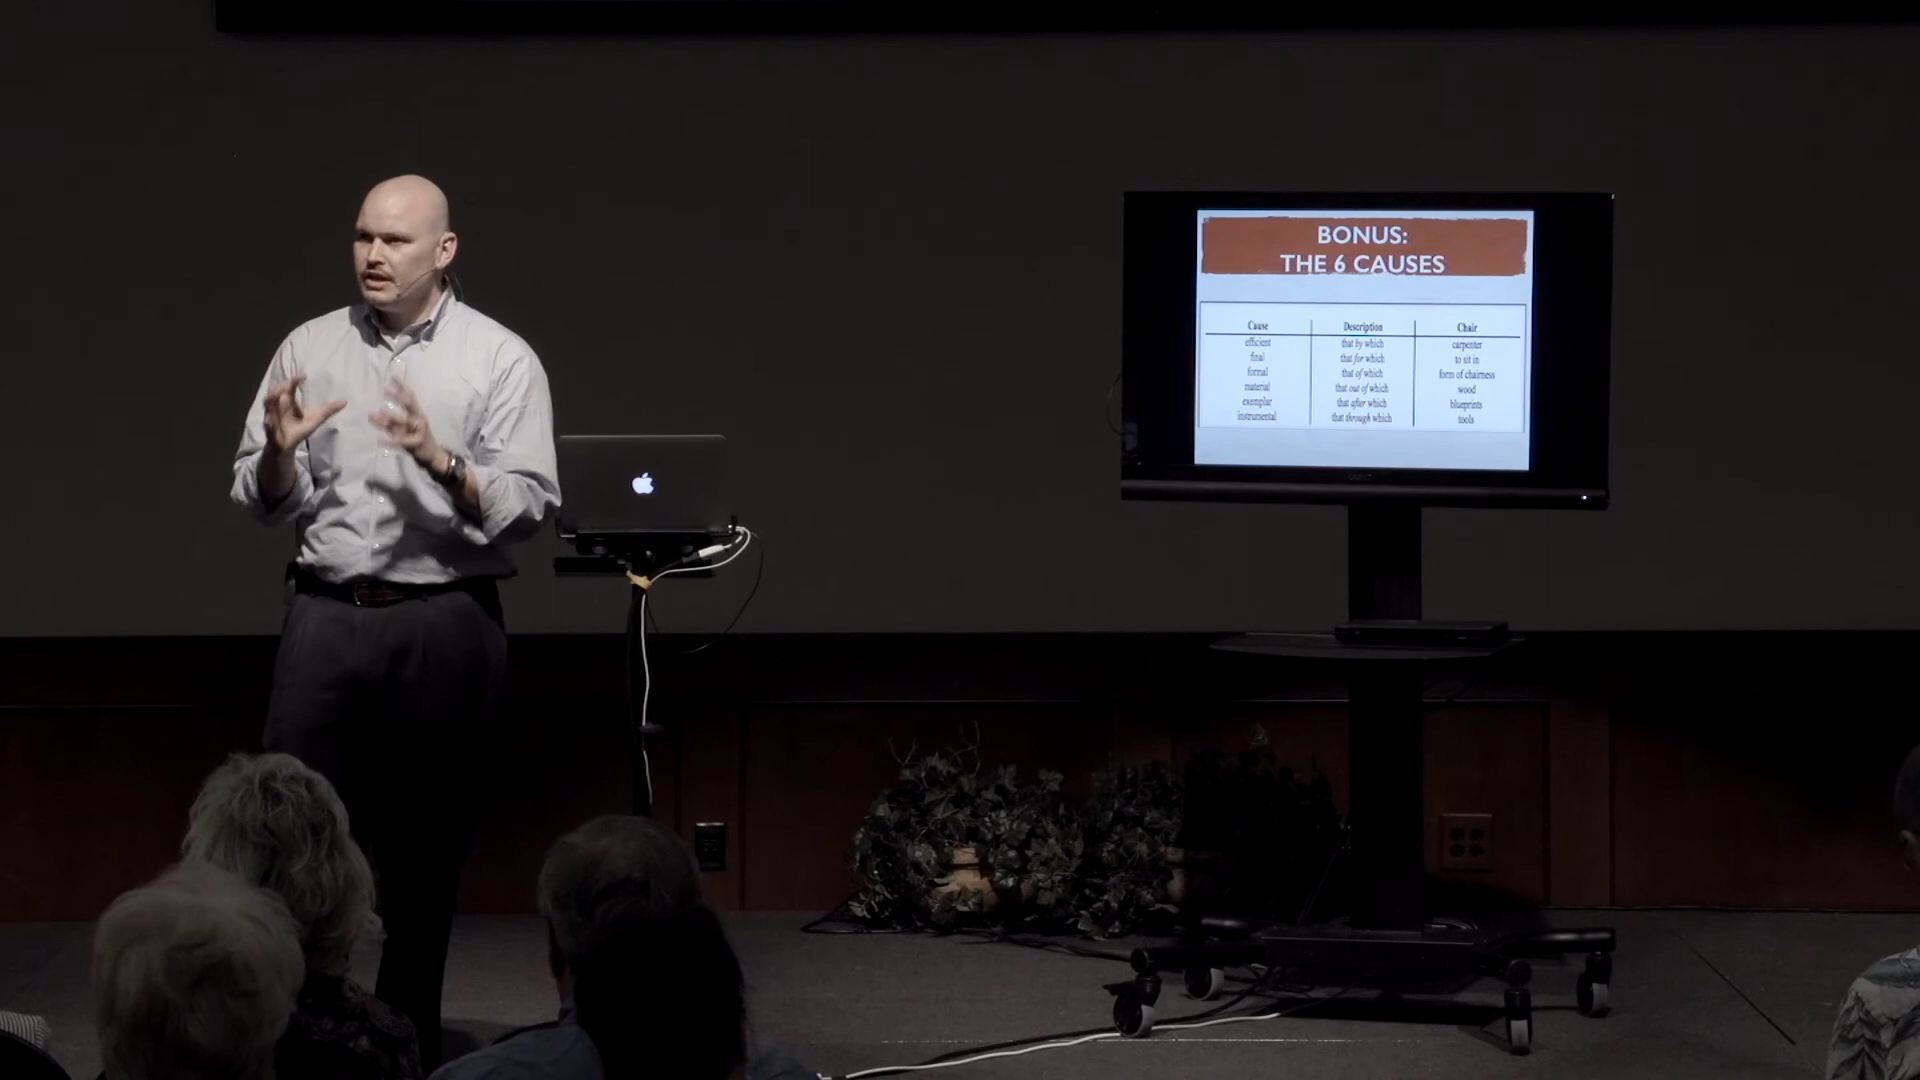 BONUS:
THE 6 CAUSES
Cause Description Chair
efficient that by which carpenter
final that for which to sit in
formal that of which form of chairness
material that out of which wood
exemplar that after which blueprints
instrumental that through which tools